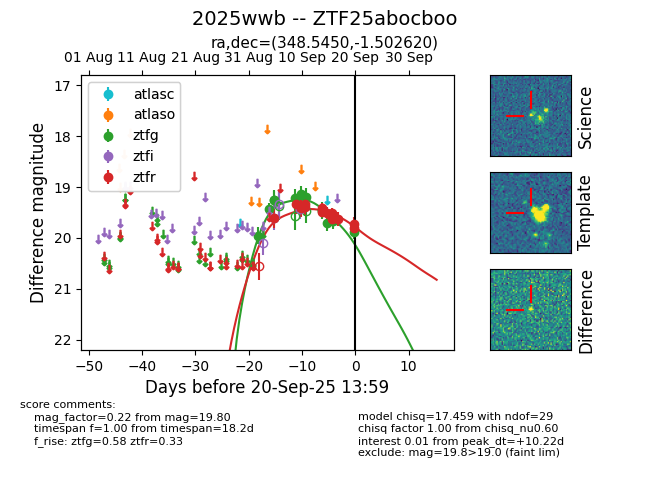 2025wwb -- ZTF25abocboo
ra,dec=(348.5450,-1.502620)
01 Aug 11 Aug 21 Aug 31 Aug 10 Sep 20 Sep 30 Sep
17
18
19
20
21
22
Difference magnitude
atlasc
atlaso
ztfg
ztfi
ztfr
−50 −40 −30 −20 −10 0 10
Days before 20-Sep-25 13:59
Science
Template
Difference
score comments:
mag_factor=0.22 from mag=19.80
timespan f=1.00 from timespan=18.2d
f_rise: ztfg=0.58 ztfr=0.33
model chisq=17.459 with ndof=29
chisq factor 1.00 from chisq_nu0.60
interest 0.01 from peak_dt=+10.22d
exclude: mag=19.8>19.0 (faint lim)